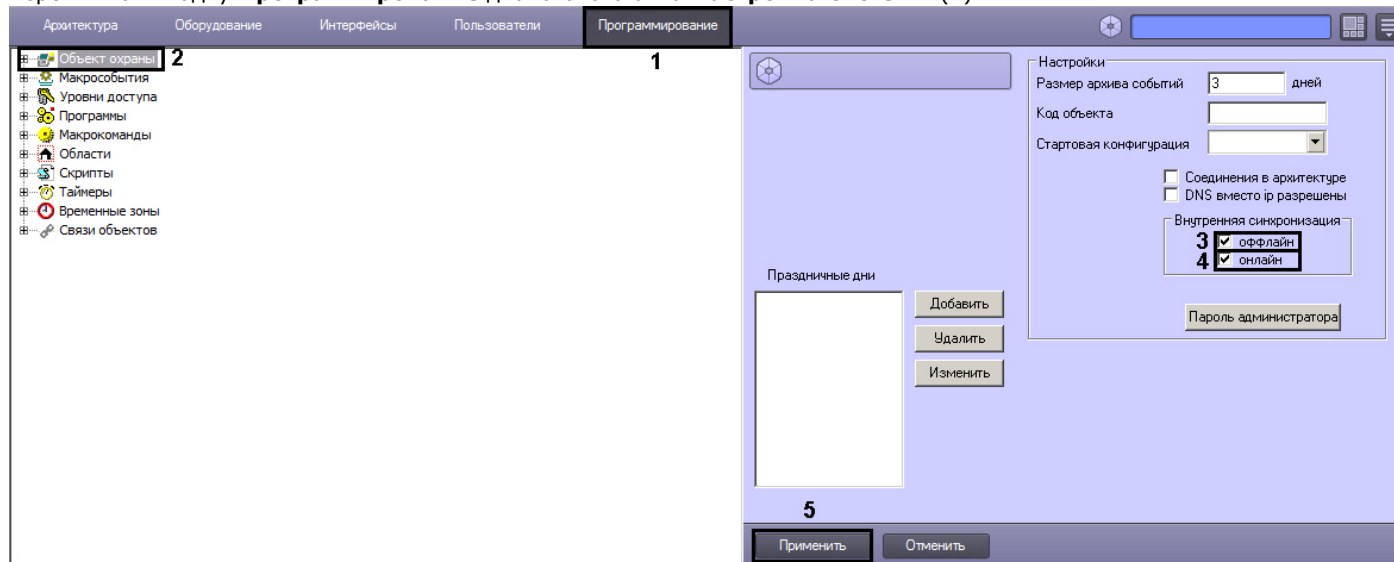 Архитектура Оборудование Интерфейсы Пользователи Программирование
1
Объект охраны 2
Макрособытия
Уровни доступа
Программы
Макрокоманды
Области
Скрипты
Таймеры
Временные зоны
Связи объектов
Настройки
Размер архива событий 3 дней
Код объекта
Стартовая конфигурация
Соединения в архитектуре
DNS вместо ip разрешены
Внутренняя синхронизация
3 оффлайн
4 онлайн
Пароль администратора
Праздничные дни
Добавить
Удалить
Изменить
5
Применить Отменить